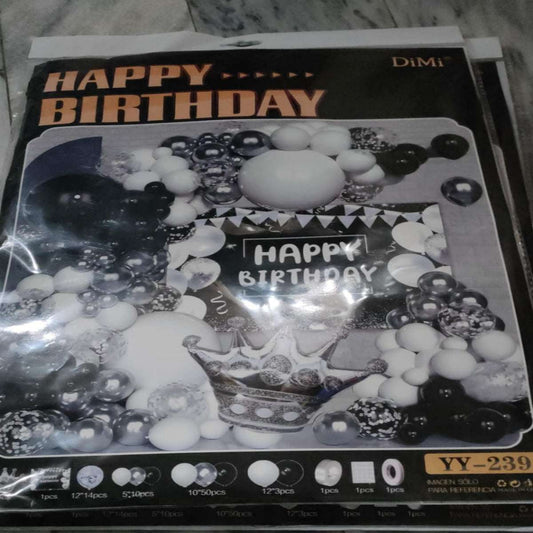 HAPPY
BIRTHDAY
DiMi®
HAPPY
BIRTHDAY
YY-239
IMAGEN SÓLO
PARA REFERENCIA
1pcs 12"14pcs 5"10pcs 10"50pcs 12"3pcs 1pcs 1pcs 1pcs